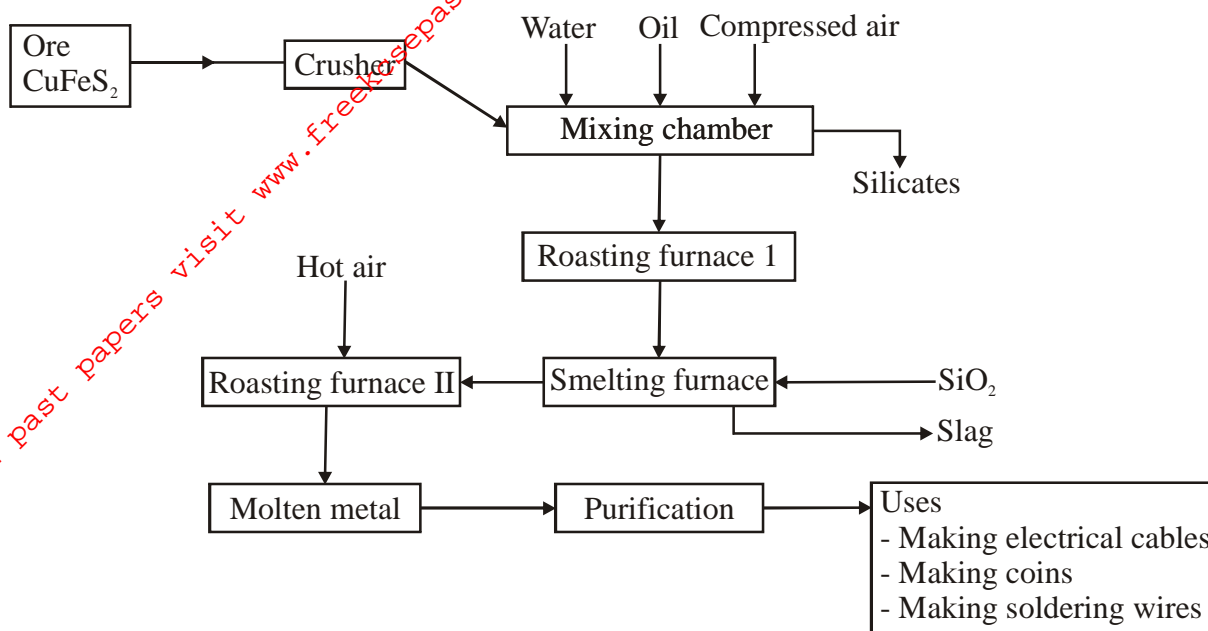 Ore
CuFeS₂
Crusher
Water
Oil
Compressed air
Mixing chamber
Silicates
Roasting furnace 1
Hot air
Roasting furnace II
Smelting furnace
SiO₂
Slag
Molten metal
Purification
Uses
- Making electrical cables
- Making coins
- Making soldering wires
past papers visit www.freekcsepas